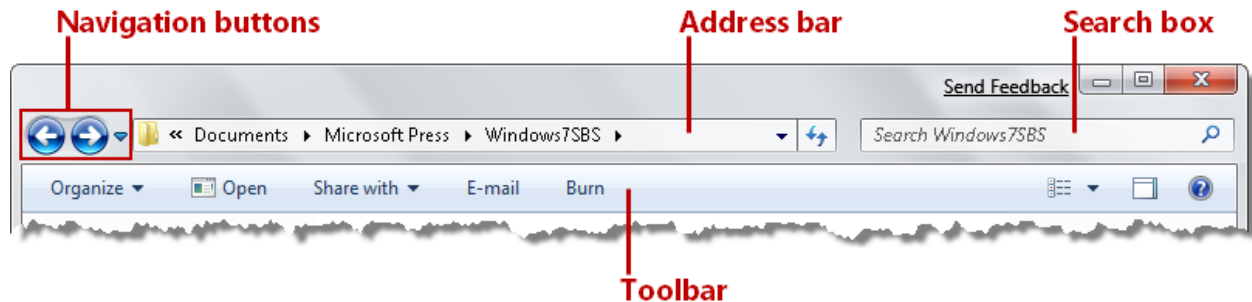 Navigation buttons Address bar Search box
Send Feedback
« Documents Microsoft Press Windows7SBS Search Windows7SBS
Organize Open Share with E-mail Burn
Toolbar